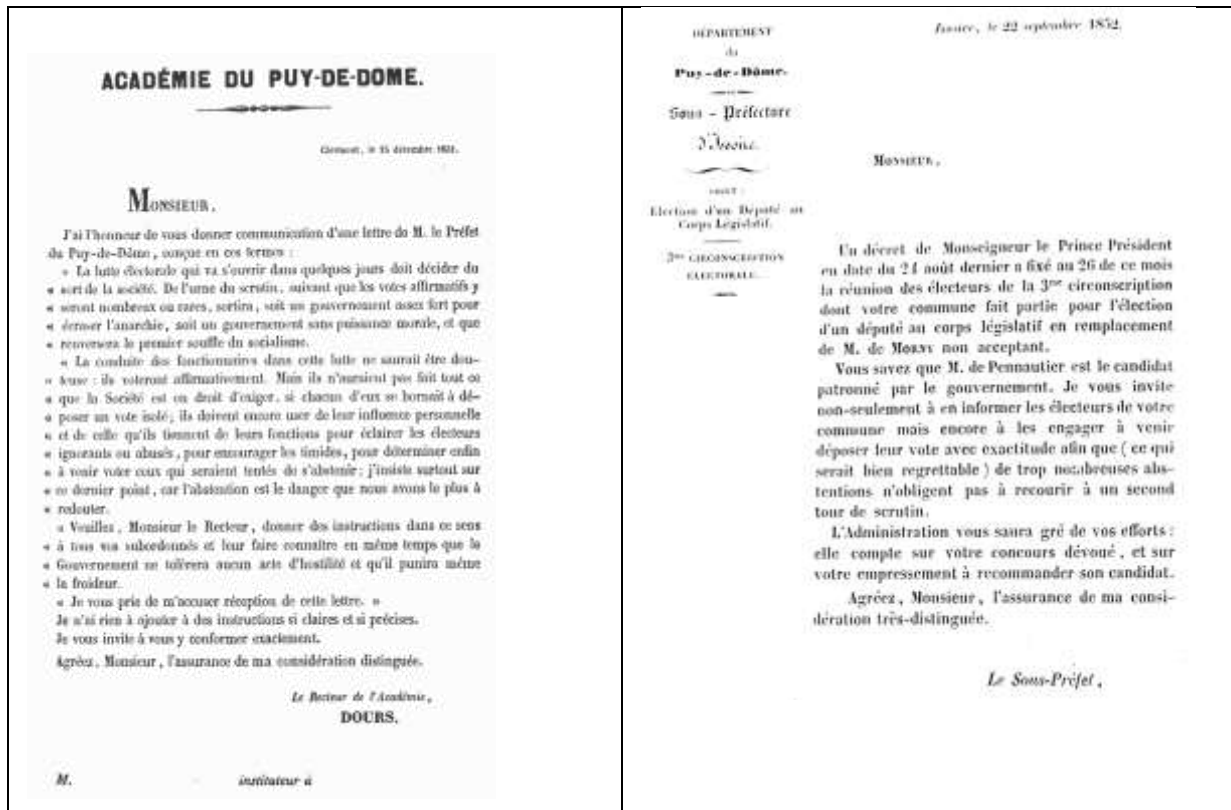 ACADÉMIE DU PUY-DE-DOME.
Clermont, le 15 décembre 1851.
MONSIEUR,
J'ai l'honneur de vous donner communication d'une lettre de M. le Préfet
du Puy-de-Dôme, conçue en ces termes :
« La lutte électorale qui va s'ouvrir dans quelques jours doit décider du
« sort de la société. De l'urne du scrutin, suivant que les votes affirmatifs y
« seront nombreux ou rares, sortira, soit un gouvernement assez fort pour
« écraser l'anarchie, soit un gouvernement sans puissance morale, et que
« renversera le premier souffle du socialisme.
« La conduite des fonctionnaires dans cette lutte ne saurait être dou-
« teuse : ils voteront affirmativement. Mais ils n'auraient pas fait tout ce
« que la Société est en droit d'exiger, si chacun d'eux se bornait à dé-
« poser un vote isolé; ils doivent encore user de leur influence personnelle
« et de celle qu'ils tiennent de leurs fonctions pour éclairer les électeurs
« ignorants ou abusés, pour encourager les timides, pour déterminer enfin
« à venir voter ceux qui seraient tentés de s'abstenir : j'insiste surtout sur
« ce dernier point, car l'abstention est le danger que nous avons le plus à
« redouter.
« Veuillez, Monsieur le Recteur, donner des instructions dans ce sens
« à tous vos subordonnés et leur faire connaître en même temps que le
« Gouvernement ne tolérera aucun acte d'hostilité et qu'il punira même
« la froideur.
« Je vous prie de m'accuser réception de cette lettre. »
Je n'ai rien à ajouter à des instructions si claires et si précises.
Je vous invite à vous y conformer exactement.
Agréez, Monsieur, l'assurance de ma considération distinguée.
Le Recteur de l'Académie,
DOURS.
M. instituteur à
DÉPARTEMENT
du
Puy-de-Dôme.
Sous-Préfecture
d'Issoire.
OBJET :
Election d'un Député au
Corps Législatif.
3me CIRCONSCRIPTION
ELECTORALE.
Issoire, le 22 septembre 1852.
MONSIEUR,
Un décret de Monseigneur le Prince Président
en date du 24 août dernier a fixé au 26 de ce mois
la réunion des électeurs de la 3me circonscription
dont votre commune fait partie pour l'élection
d'un député au corps législatif en remplacement
de M. de MORNY non acceptant.
Vous savez que M. de Pennautier est le candidat
patronné par le gouvernement. Je vous invite
non-seulement à en informer les électeurs de votre
commune mais encore à les engager à venir
déposer leur vote avec exactitude afin que ( ce qui
serait bien regrettable ) de trop nombreuses abs-
tentions n'obligent pas à recourir à un second
tour de scrutin.
L'Administration vous saura gré de vos efforts :
elle compte sur votre concours dévoué, et sur
votre empressement à recommander son candidat.
Agréez, Monsieur, l'assurance de ma consi-
dération très-distinguée.
Le Sous-Préfet,